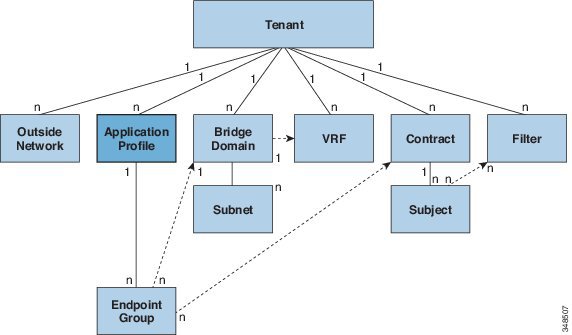 Tenant
1 1 1 1 1 1
n n n n n n
Outside
Network
Application
Profile
Bridge
Domain
VRF
Contract
Filter
1 1 1 1 n
n n n
Subnet
Subject
n n
n
Endpoint
Group
348507